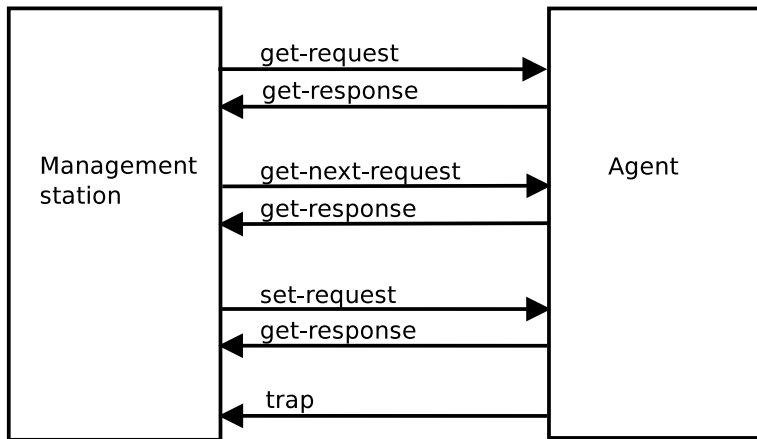 get-request
get-response
Management
station
get-next-request
Agent
get-response
set-request
get-response
trap